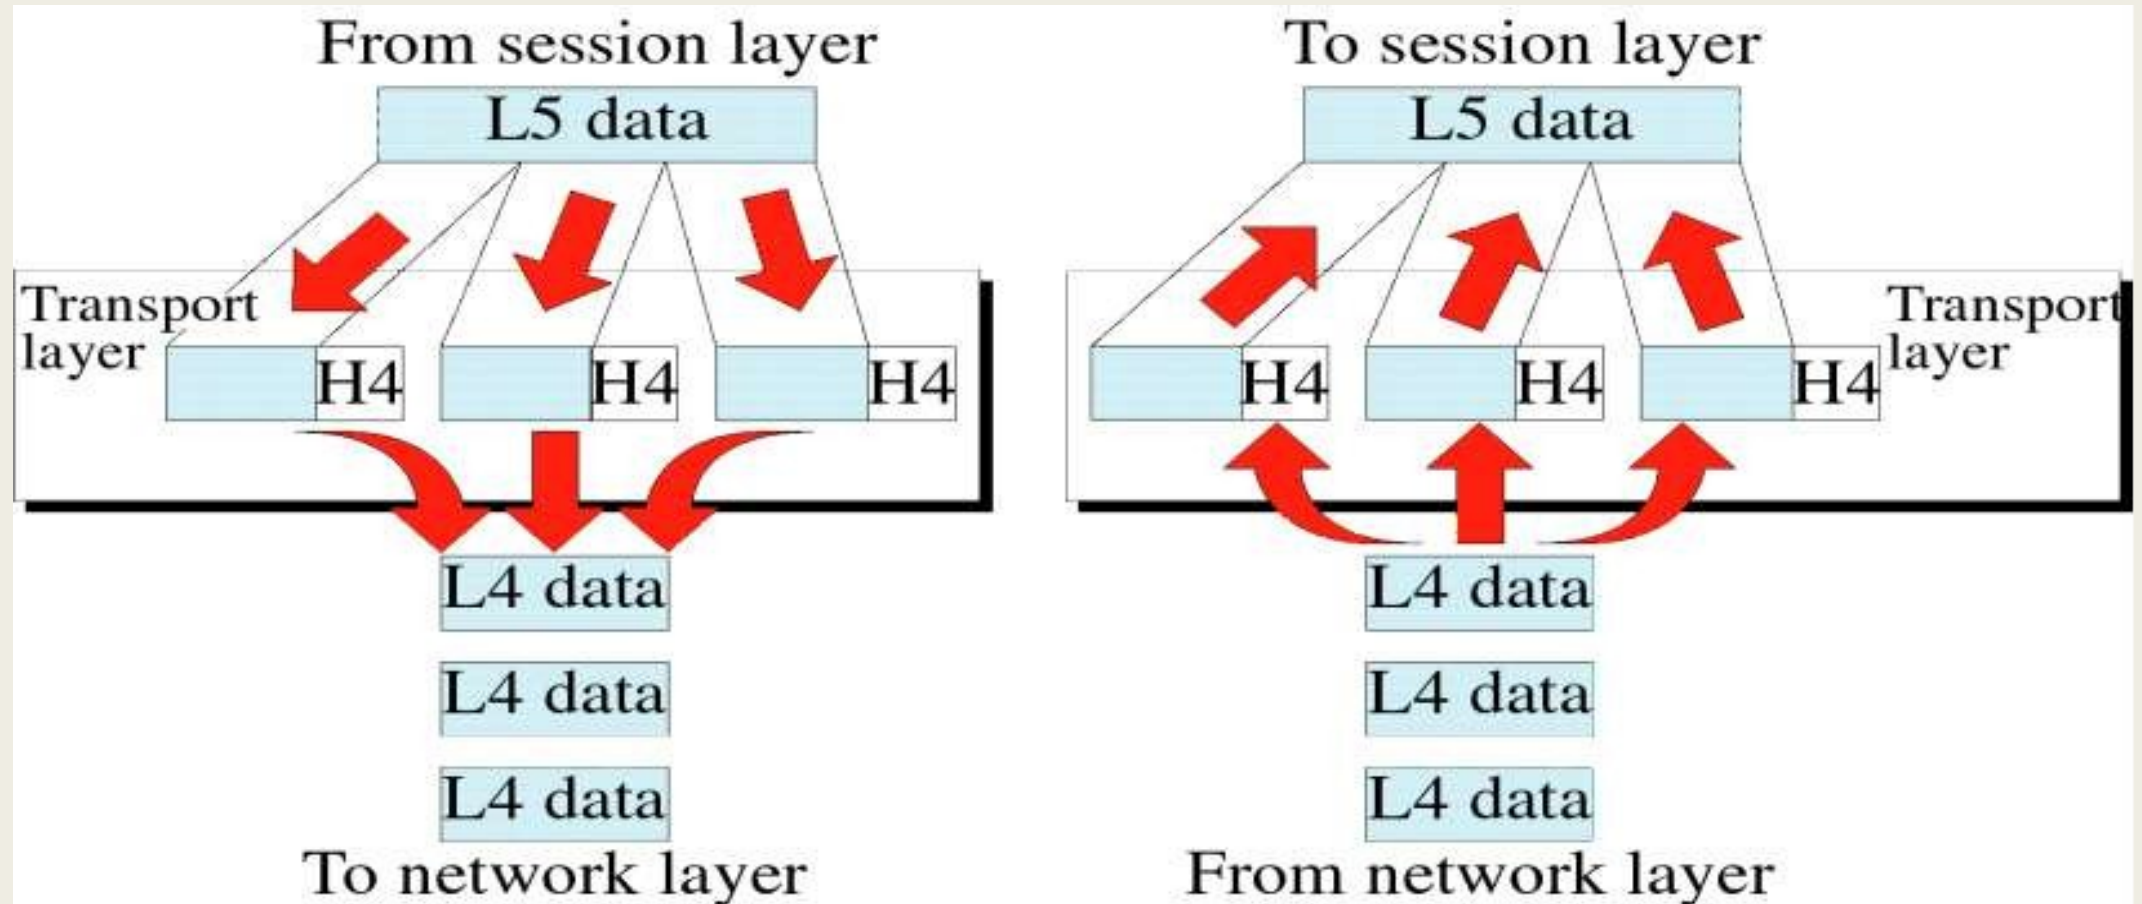 From session layer
L5 data
Transport
layer
H4
H4
H4
L4 data
L4 data
L4 data
To network layer
To session layer
L5 data
Transport
layer
H4
H4
H4
L4 data
L4 data
L4 data
From network layer